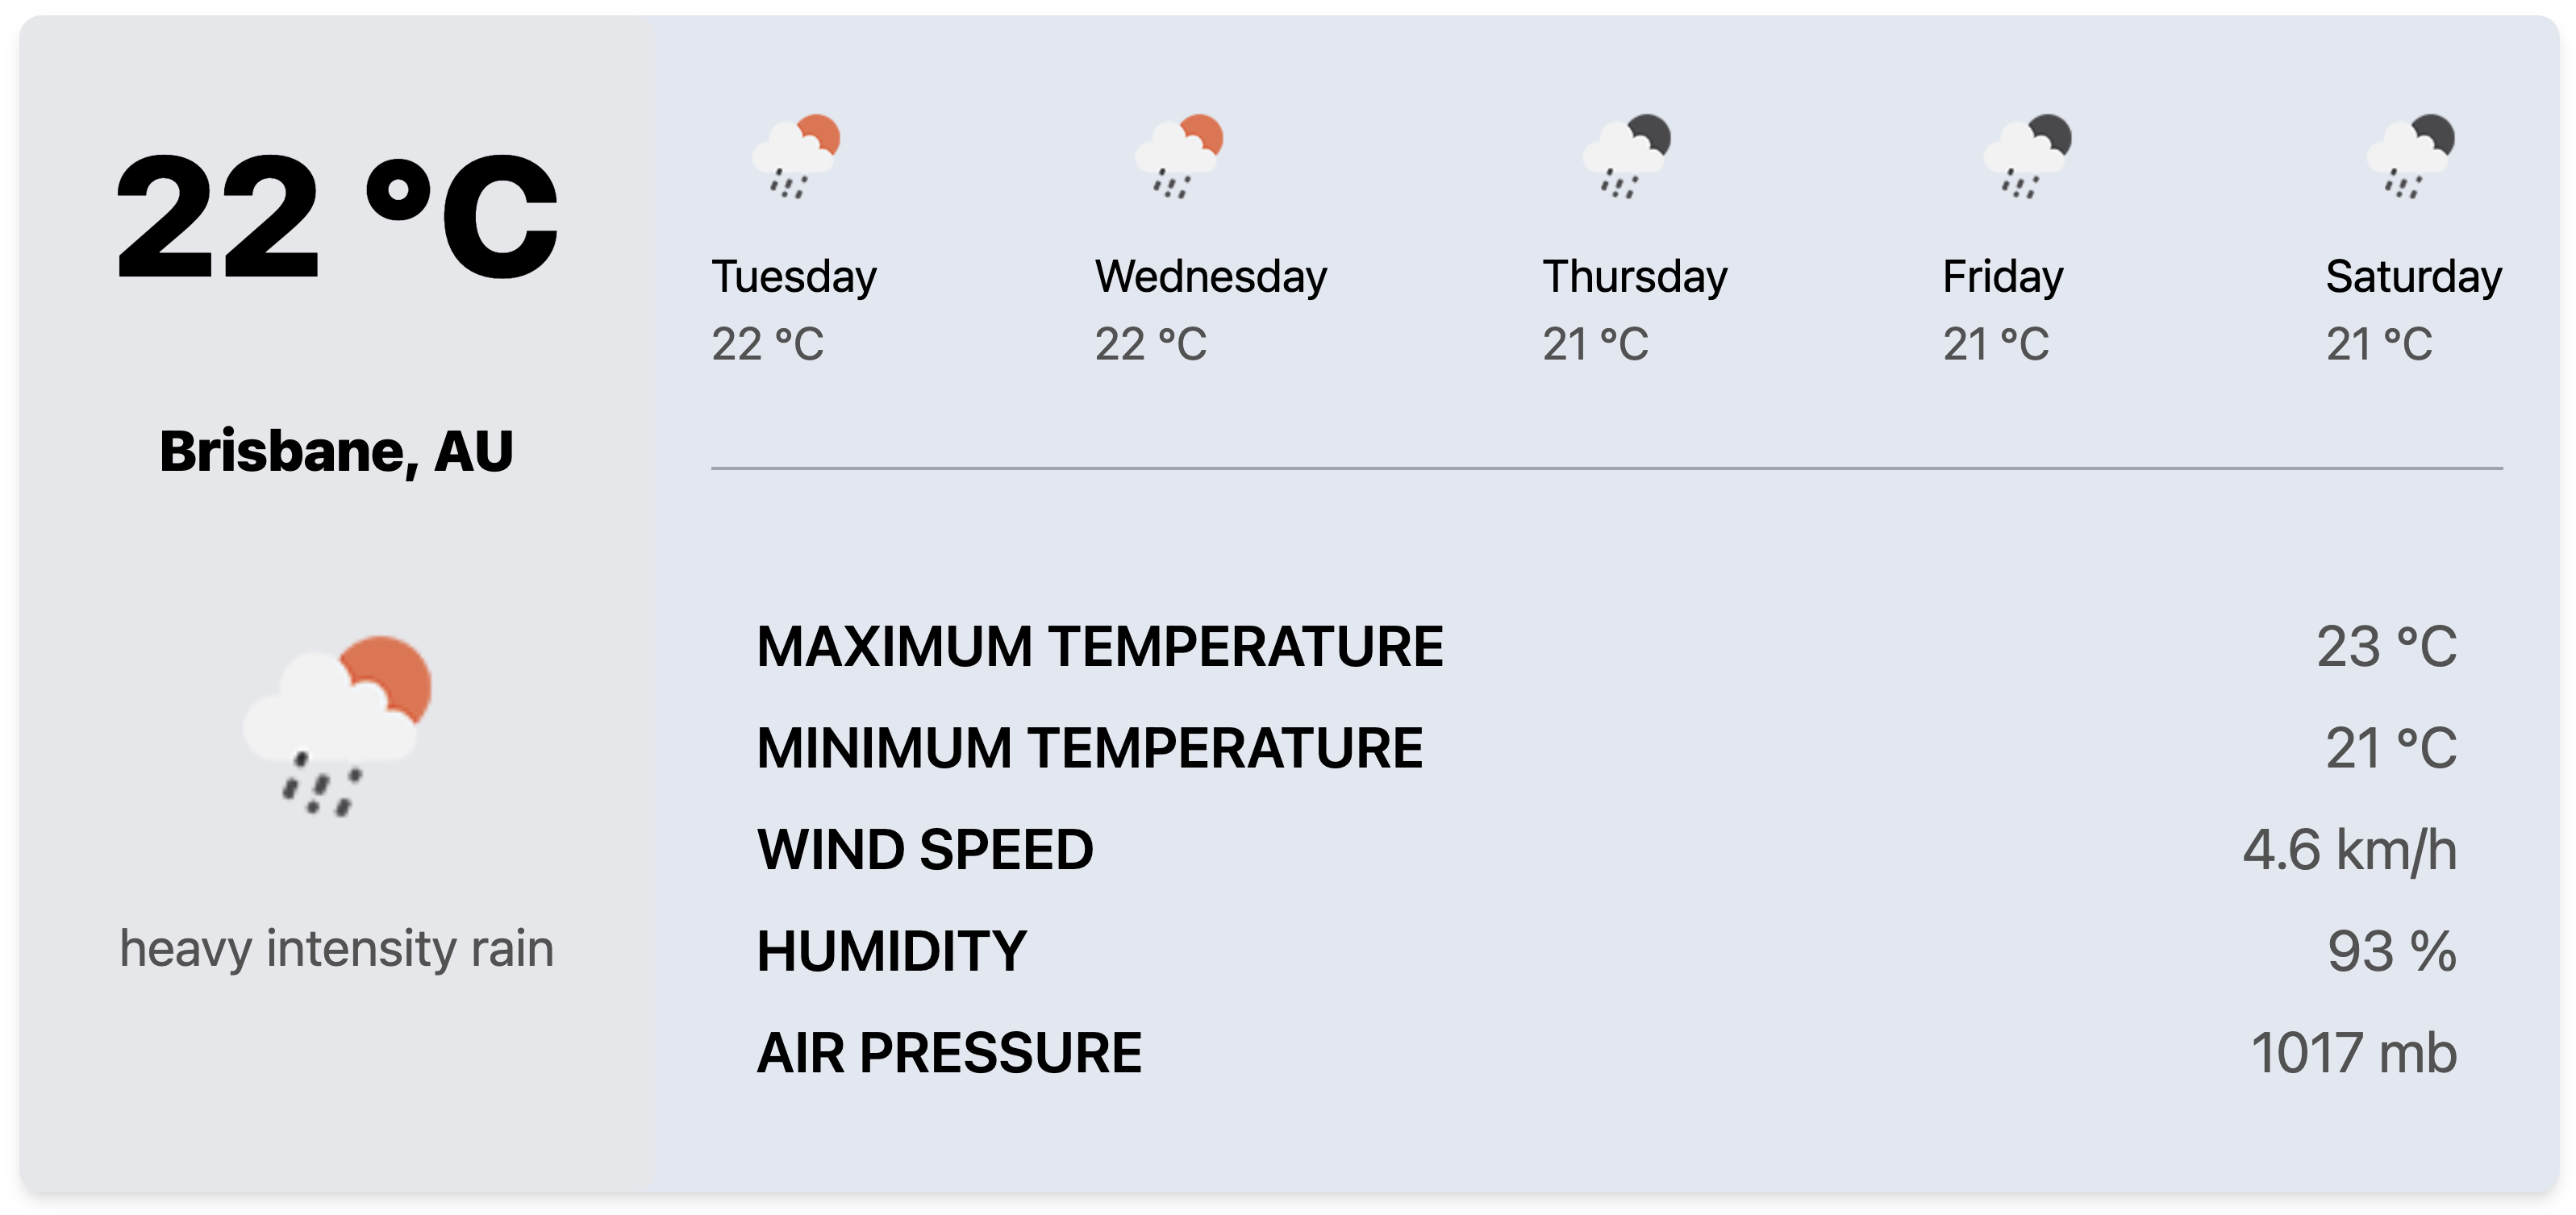 22 °C
Brisbane, AU
heavy intensity rain
Tuesday
22 °C
Wednesday
22 °C
Thursday
21 °C
Friday
21 °C
Saturday
21 °C
MAXIMUM TEMPERATURE 23 °C
MINIMUM TEMPERATURE 21 °C
WIND SPEED 4.6 km/h
HUMIDITY 93 %
AIR PRESSURE 1017 mb